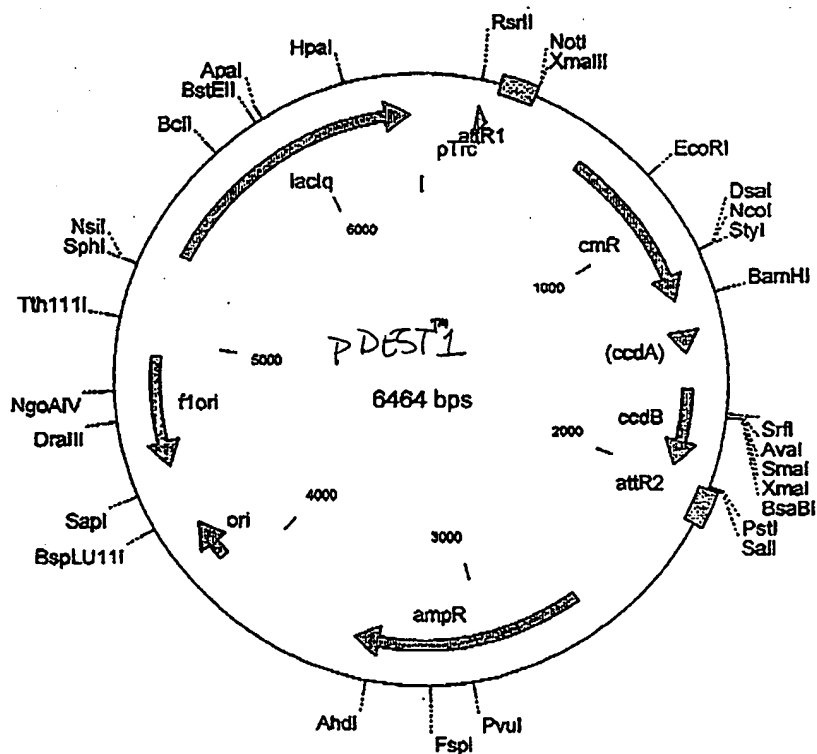 RsrII
NotI
XmaIII
HpaI
ApaI
BstEII
BclI
attR1
pTrc
EcoRI
lacIq
DsaI
NcoI
StyI
6000
NsiI
SphI
cmR
1000
BamHI
Tth111I
pDEST™1
(ccdA)
5000
6464 bps
NgoAIV
f1ori
ccdB
DraIII
2000
SrfI
AvaI
SmaI
XmaI
BsaBI
attR2
4000
SapI
ori
PstI
SalI
BspLU11I
3000
ampR
AhdI
PvuI
FspI